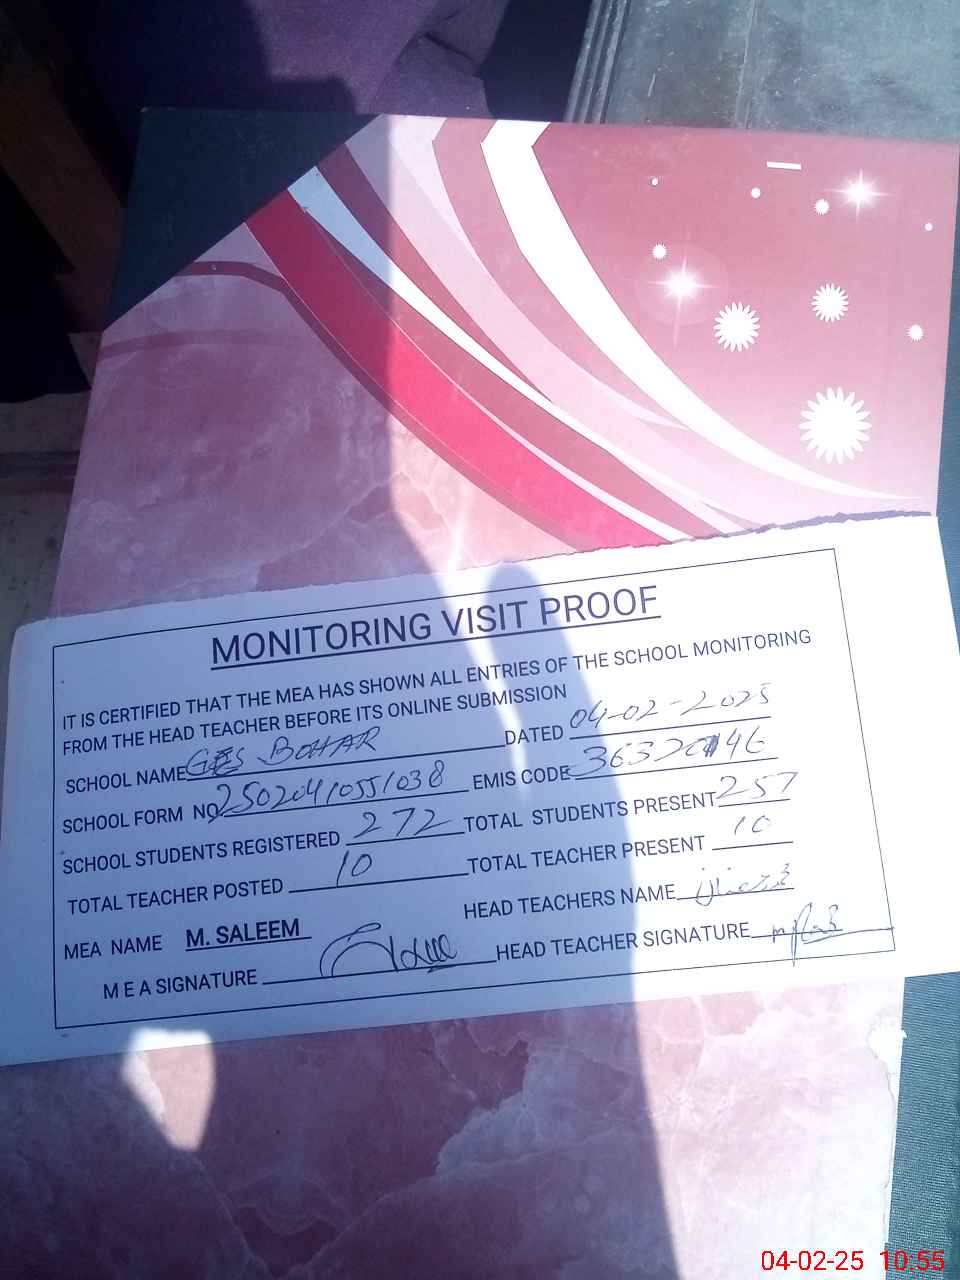 MONITORING VISIT PROOF
IT IS CERTIFIED THAT THE MEA HAS SHOWN ALL ENTRIES OF THE SCHOOL MONITORING
FROM THE HEAD TEACHER BEFORE ITS ONLINE SUBMISSION
SCHOOL NAME BOHAR DATED 04-02-2025
SCHOOL FORM NO 250204/0551038 EMIS CODE
SCHOOL STUDENTS REGISTERED 272 TOTAL STUDENTS PRESENT 257
TOTAL TEACHER POSTED 10 TOTAL TEACHER PRESENT 10
MEA NAME M. SALEEM HEAD TEACHERS NAME
M E A SIGNATURE HEAD TEACHER SIGNATURE
04-02-25 10:55